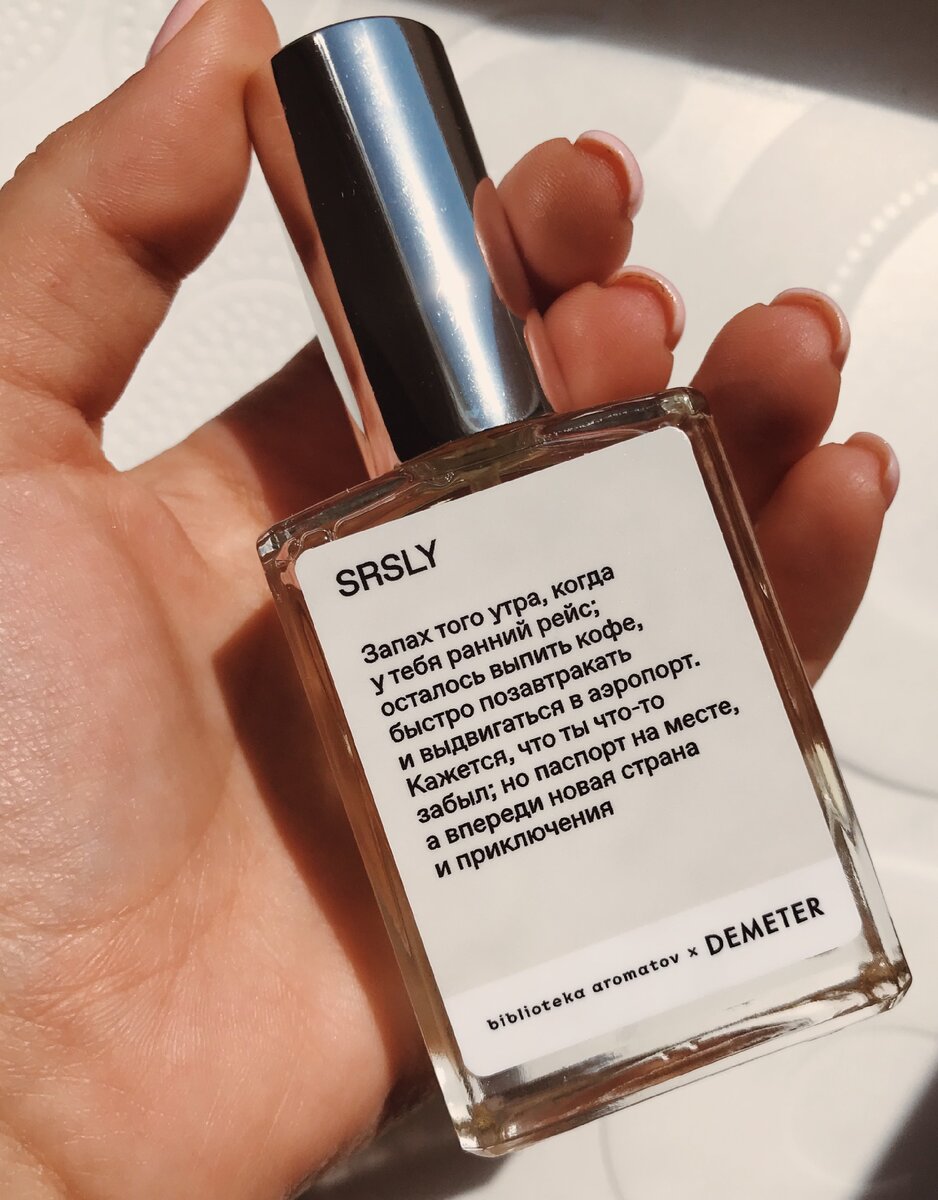 SRSLY
Запах того утра, когда
у тебя ранний рейс;
осталось выпить кофе,
быстро позавтракать
и выдвигаться в аэропорт.
Кажется, что ты что-то
забыл; но паспорт на месте,
а впереди новая страна
и приключения
biblioteka aromatov x DEMETER